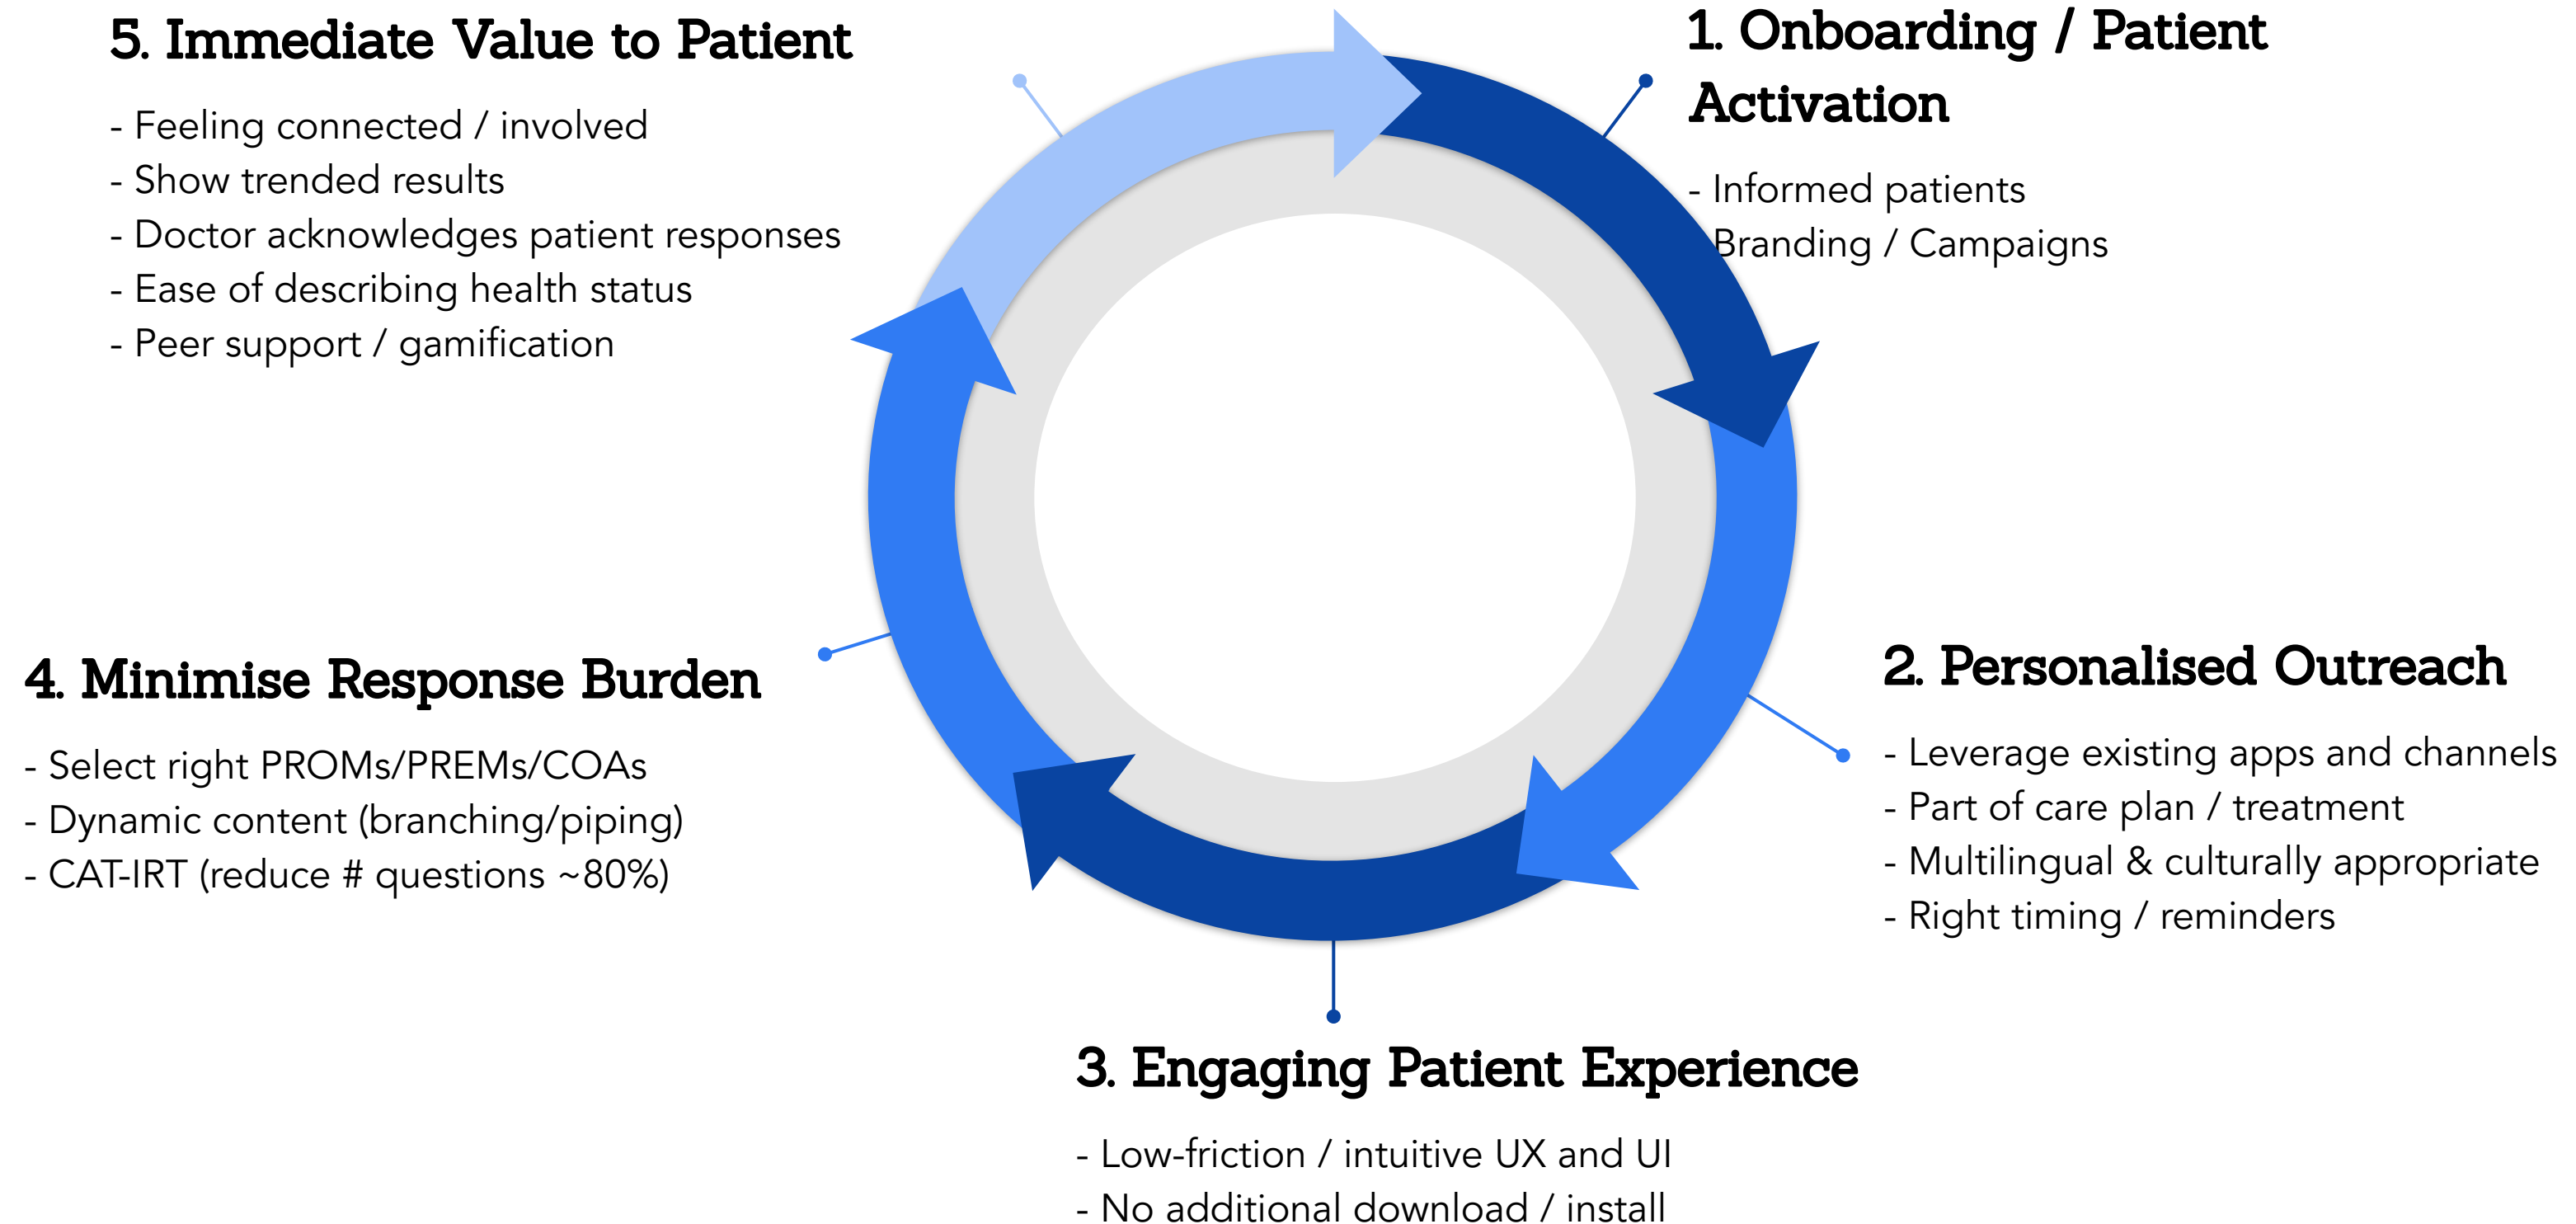 1. Onboarding / Patient
Activation
- Informed patients
Branding / Campaigns
2. Personalised Outreach
- Leverage existing apps and channels
- Part of care plan / treatment
- Multilingual & culturally appropriate
- Right timing / reminders
3. Engaging Patient Experience
- Low-friction / intuitive UX and UI
- No additional download / install
4. Minimise Response Burden
- Select right PROMs/PREMs/COAs
- Dynamic content (branching/piping)
- CAT-IRT (reduce # questions ~80%)
5. Immediate Value to Patient
- Feeling connected / involved
- Show trended results
- Doctor acknowledges patient responses
- Ease of describing health status
- Peer support / gamification